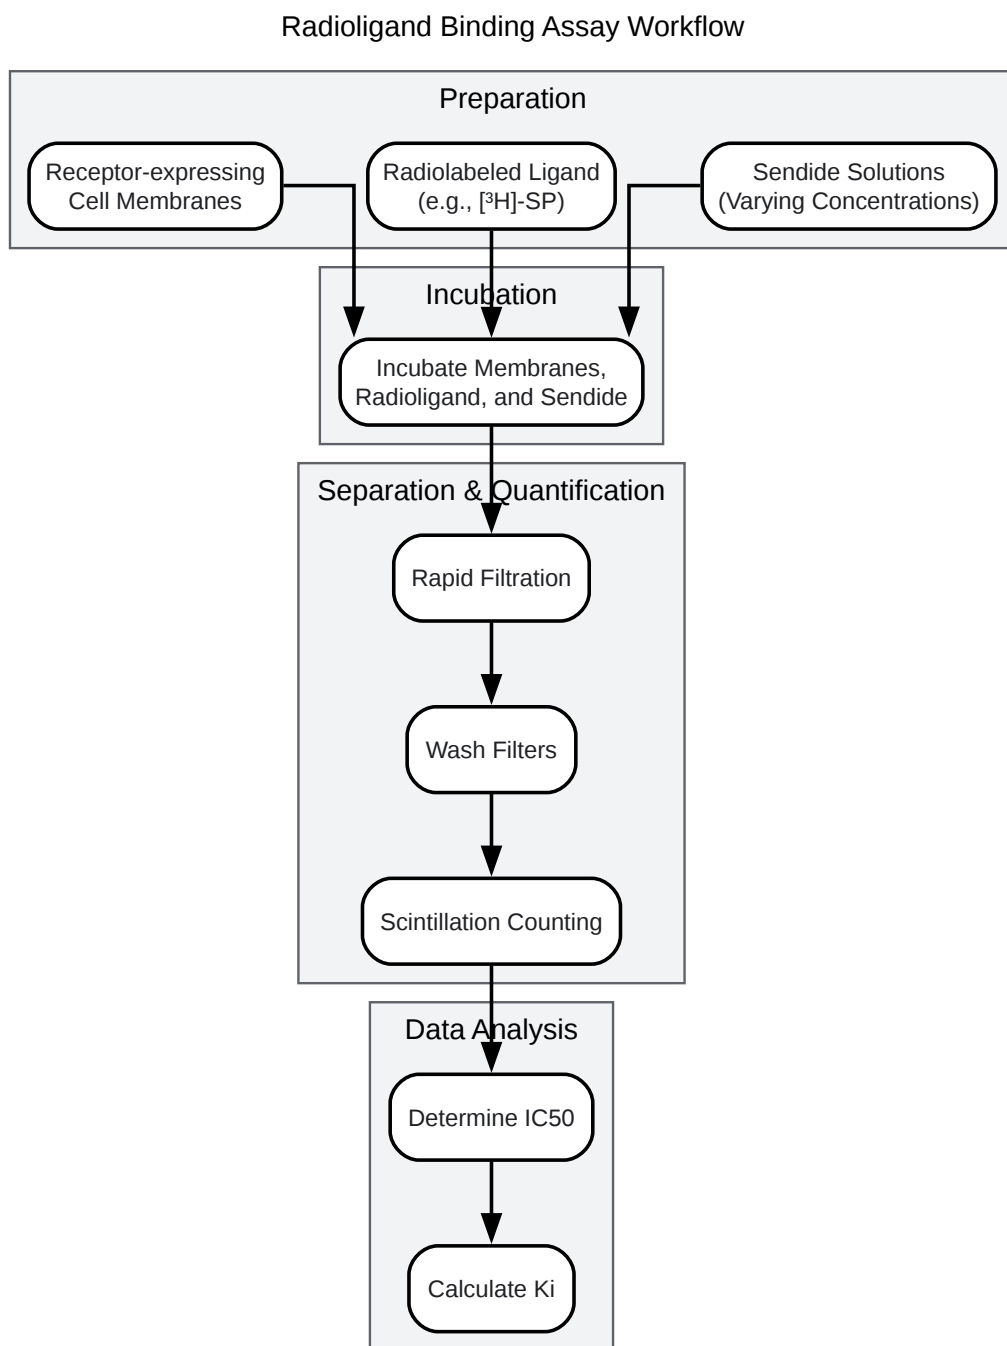 Radioligand Binding Assay Workflow
Preparation
Receptor-expressing
Cell Membranes
Radiolabeled Ligand
(e.g., [³H]-SP)
Sendide Solutions
(Varying Concentrations)
Incubation
Incubate Membranes,
Radioligand, and Sendide
Separation & Quantification
Rapid Filtration
Wash Filters
Scintillation Counting
Data Analysis
Determine IC50
Calculate Ki